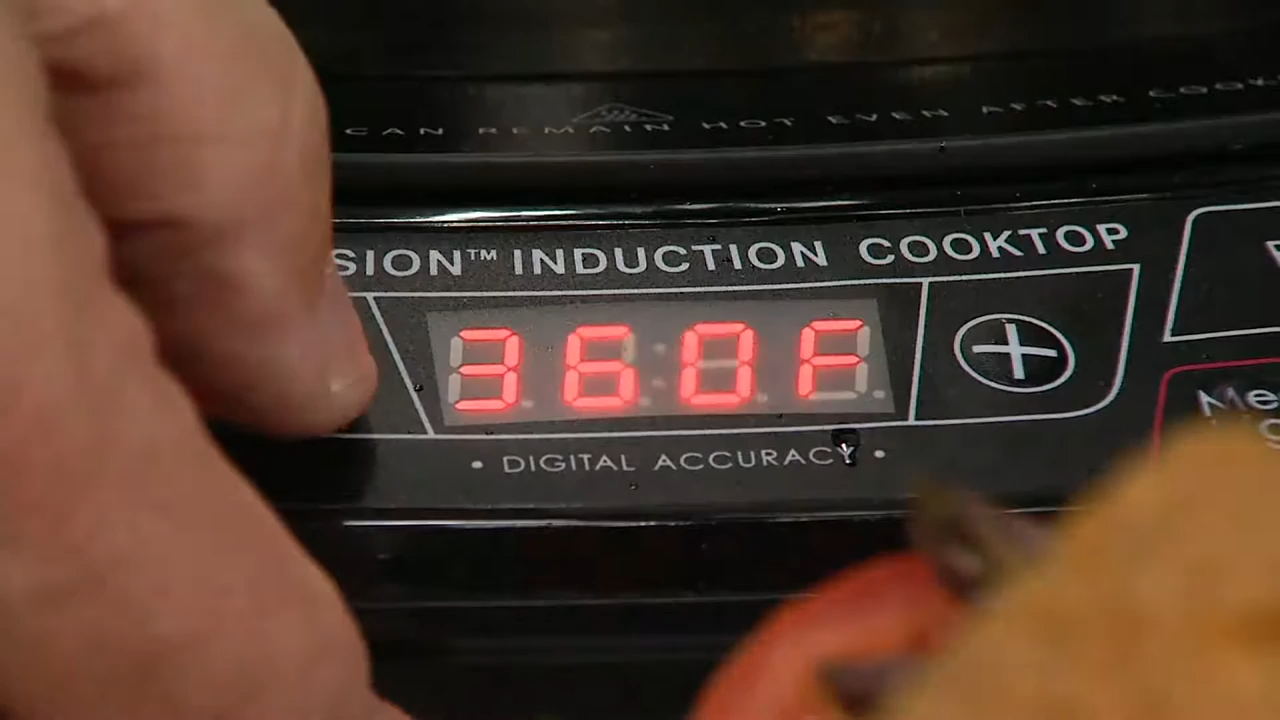 CAN REMAIN HOT EVEN AFTER
SION™ INDUCTION COOKTOP
360F
• DIGITAL ACCURACY •